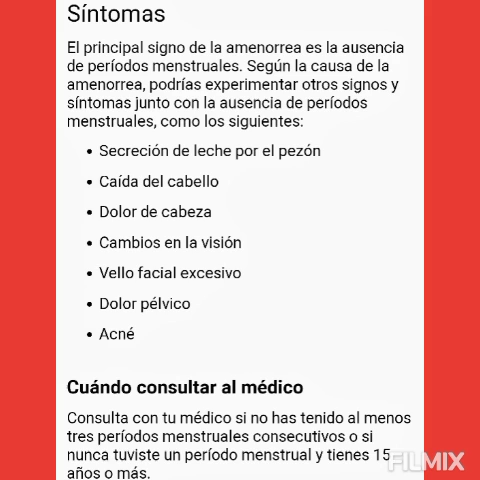 Síntomas
El principal signo de la amenorrea es la ausencia
de períodos menstruales. Según la causa de la
amenorrea, podrías experimentar otros signos y
síntomas junto con la ausencia de períodos
menstruales, como los siguientes:
• Secreción de leche por el pezón
• Caída del cabello
• Dolor de cabeza
• Cambios en la visión
• Vello facial excesivo
• Dolor pélvico
• Acné
Cuándo consultar al médico
Consulta con tu médico si no has tenido al menos
tres períodos menstruales consecutivos o si
nunca tuviste un período menstrual y tienes 15
años o más.
FILMIX